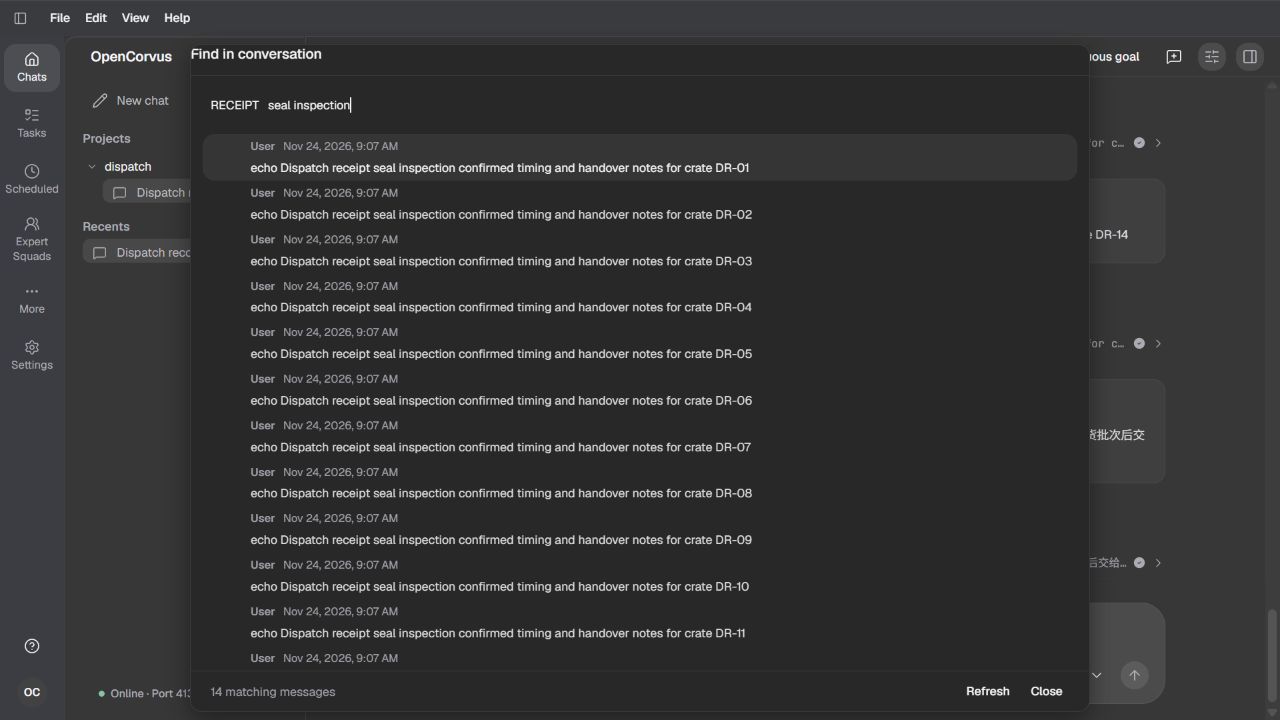 File Edit View Help
OpenCorvus
Find in conversation
uous goal
Chats
New chat
RECEIPT seal inspection
Tasks
Projects
dispatch
Scheduled
Dispatch
Recents
Expert
Squads
Dispatch
More
Settings
User Nov 24, 2026, 9:07 AM
echo Dispatch receipt seal inspection confirmed timing and handover notes for crate DR-01
User Nov 24, 2026, 9:07 AM
echo Dispatch receipt seal inspection confirmed timing and handover notes for crate DR-02
User Nov 24, 2026, 9:07 AM
echo Dispatch receipt seal inspection confirmed timing and handover notes for crate DR-03
User Nov 24, 2026, 9:07 AM
echo Dispatch receipt seal inspection confirmed timing and handover notes for crate DR-04
User Nov 24, 2026, 9:07 AM
echo Dispatch receipt seal inspection confirmed timing and handover notes for crate DR-05
User Nov 24, 2026, 9:07 AM
echo Dispatch receipt seal inspection confirmed timing and handover notes for crate DR-06
User Nov 24, 2026, 9:07 AM
echo Dispatch receipt seal inspection confirmed timing and handover notes for crate DR-07
User Nov 24, 2026, 9:07 AM
echo Dispatch receipt seal inspection confirmed timing and handover notes for crate DR-08
User Nov 24, 2026, 9:07 AM
echo Dispatch receipt seal inspection confirmed timing and handover notes for crate DR-09
User Nov 24, 2026, 9:07 AM
echo Dispatch receipt seal inspection confirmed timing and handover notes for crate DR-10
User Nov 24, 2026, 9:07 AM
echo Dispatch receipt seal inspection confirmed timing and handover notes for crate DR-11
User Nov 24, 2026, 9:07 AM
for c…
DR-14
for c…
货批次后交
后交给…
OC
Online · Port 413
14 matching messages
Refresh
Close